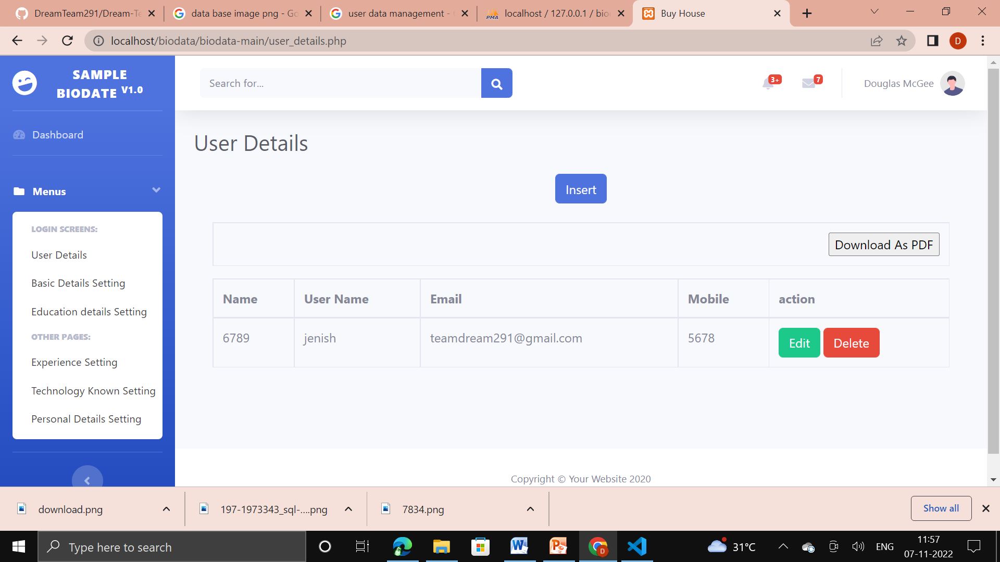 DreamTeam291/Dream-Te
data base image png - Go
user data management -
localhost / 127.0.0.1 / bio
Buy House
localhost/biodata/biodata-main/user_details.php
D
SAMPLE
BIODATE V1.0
Search for...
3+
7
Douglas McGee
Dashboard
User Details
Insert
Menus
LOGIN SCREENS:
User Details
Basic Details Setting
Education details Setting
OTHER PAGES:
Experience Setting
Technology Known Setting
Personal Details Setting
Download As PDF
Name User Name Email Mobile action
6789 jenish teamdream291@gmail.com 5678 Edit Delete
Copyright © Your Website 2020
download.png
197-1973343_sql-....png
7834.png
Show all
Type here to search
31°C
ENG
11:57
07-11-2022